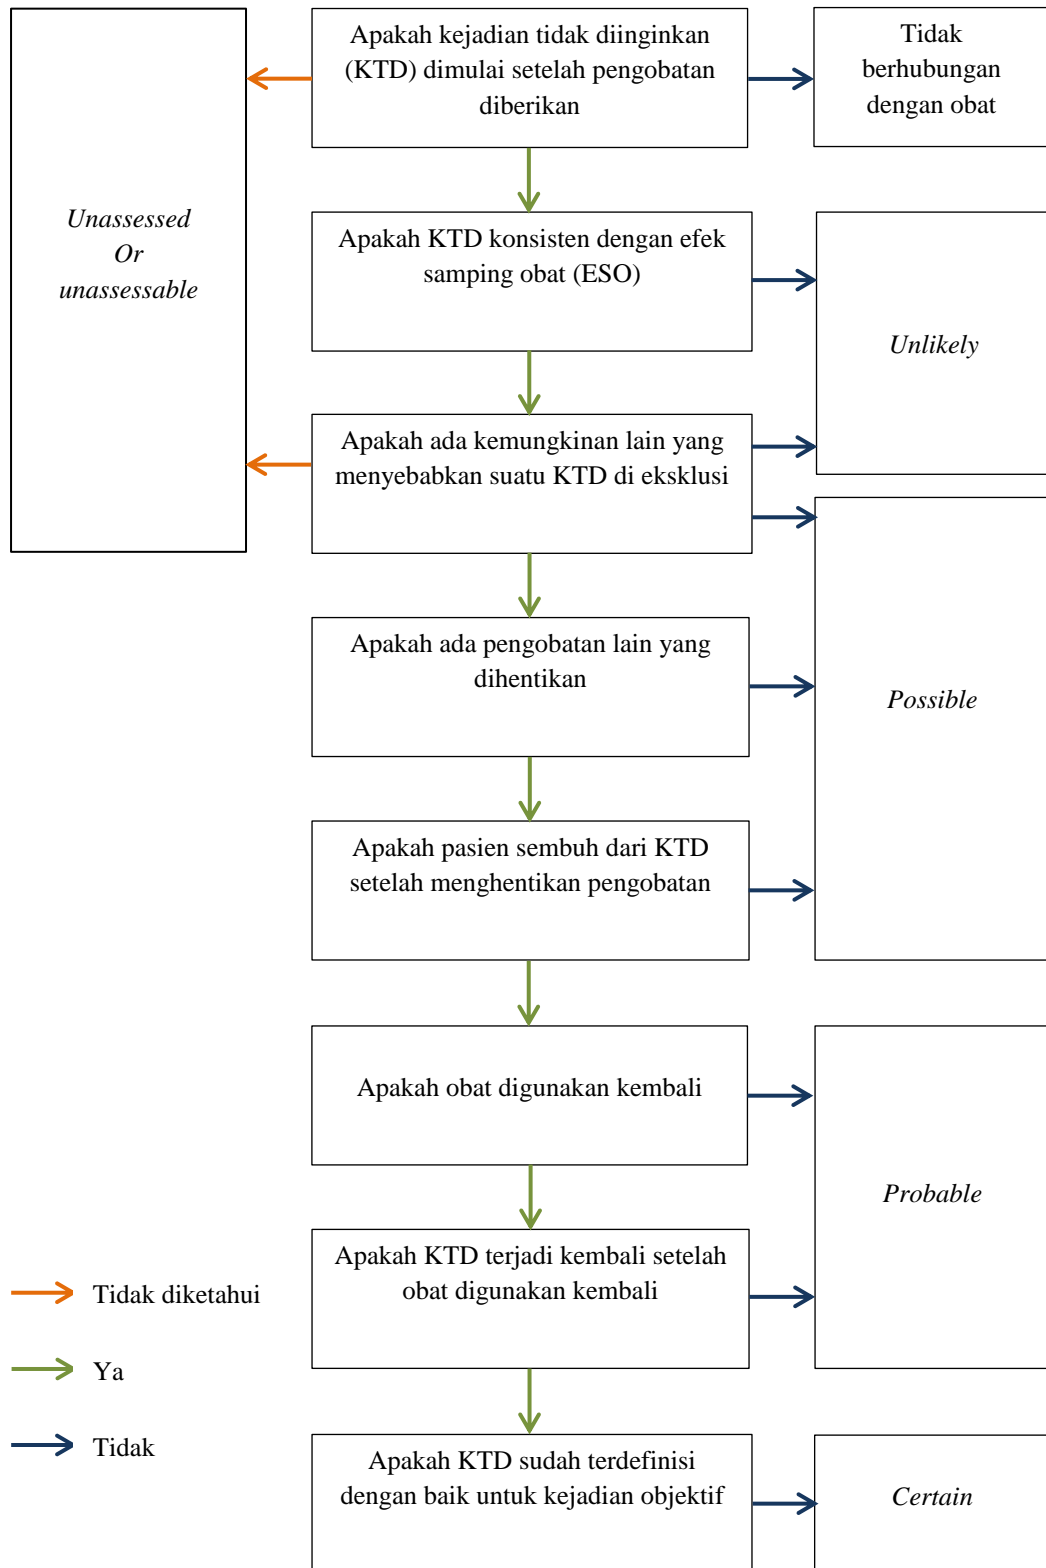 Apakah kejadian tidak diinginkan
(KTD) dimulai setelah pengobatan
diberikan
Tidak
berhubungan
dengan obat
Unassessed
Or
unassessable
Apakah KTD konsisten dengan efek
samping obat (ESO)
Unlikely
Apakah ada kemungkinan lain yang
menyebabkan suatu KTD di eksklusi
Apakah ada pengobatan lain yang
dihentikan
Possible
Apakah pasien sembuh dari KTD
setelah menghentikan pengobatan
Apakah obat digunakan kembali
Probable
Apakah KTD terjadi kembali setelah
obat digunakan kembali
Tidak diketahui
Ya
Tidak
Apakah KTD sudah terdefinisi
dengan baik untuk kejadian objektif
Certain